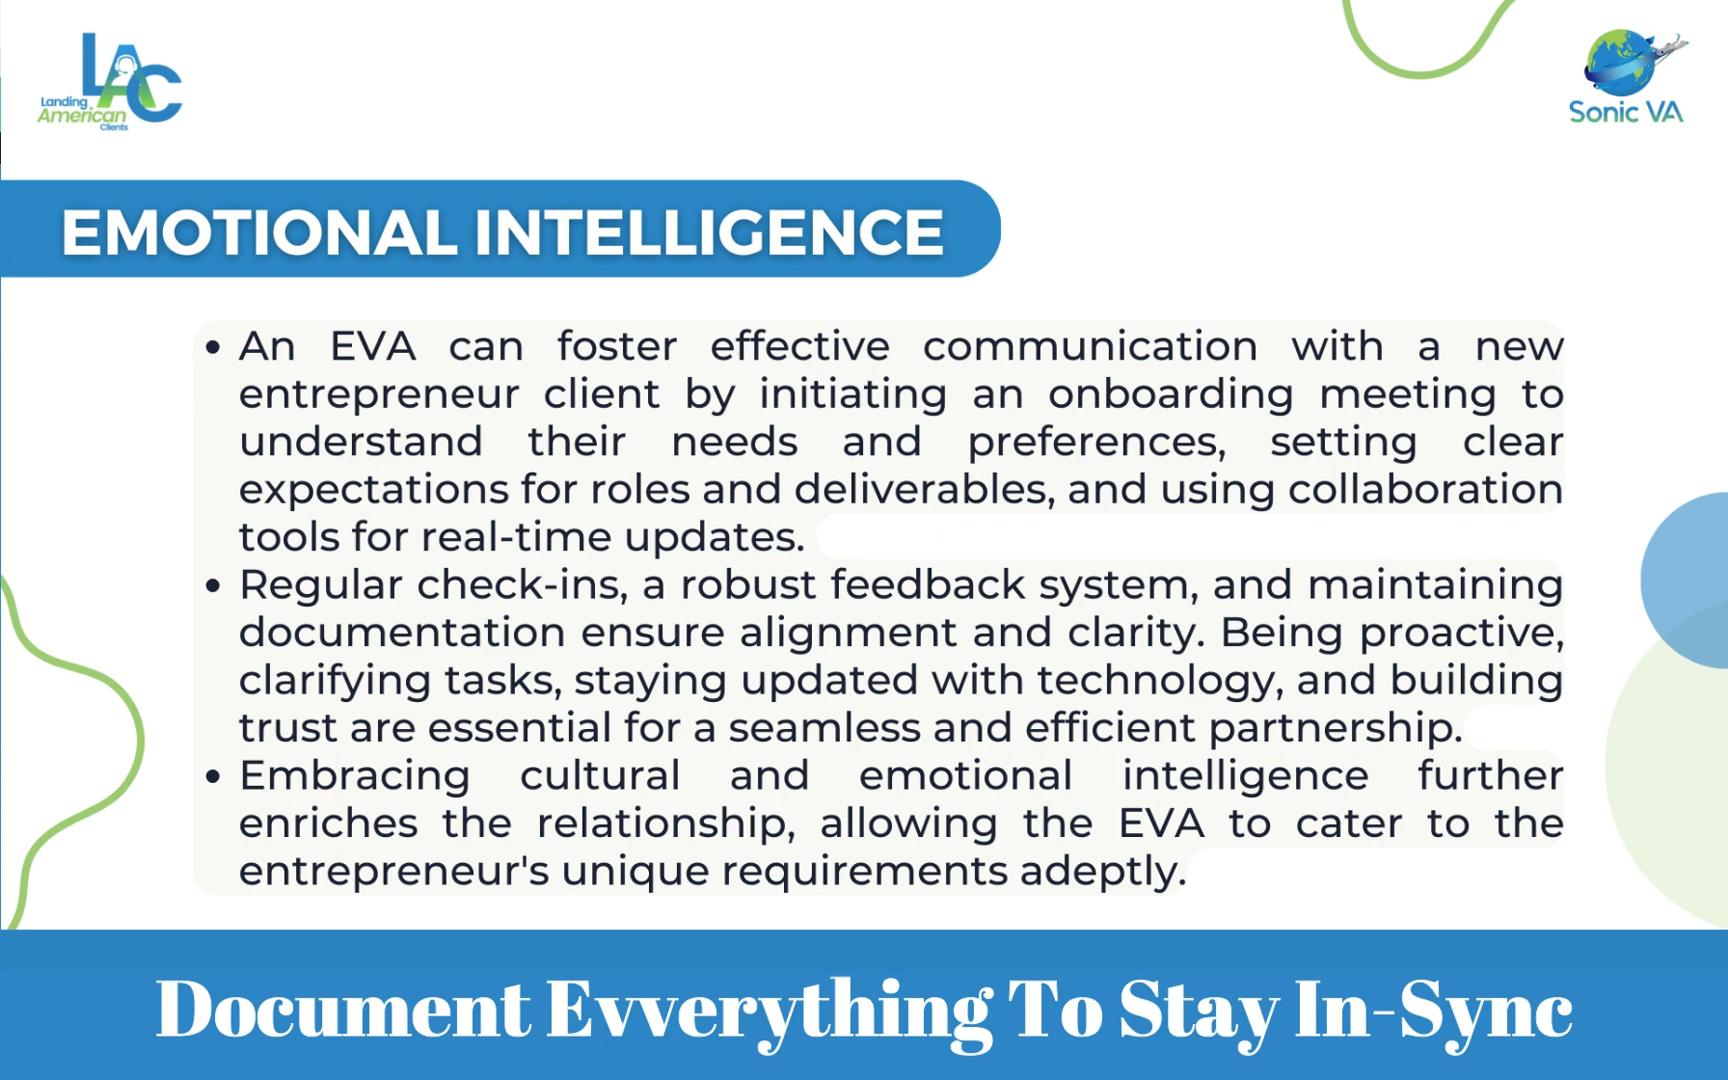 LAC
Landing
American
Clients
Sonic VA
EMOTIONAL INTELLIGENCE
• An EVA can foster effective communication with a new
entrepreneur client by initiating an onboarding meeting to
understand their needs and preferences, setting clear
expectations for roles and deliverables, and using collaboration
tools for real-time updates.
• Regular check-ins, a robust feedback system, and maintaining
documentation ensure alignment and clarity. Being proactive,
clarifying tasks, staying updated with technology, and building
trust are essential for a seamless and efficient partnership.
• Embracing cultural and emotional intelligence further
enriches the relationship, allowing the EVA to cater to the
entrepreneur's unique requirements adeptly.
Document Evverything To Stay In-Sync